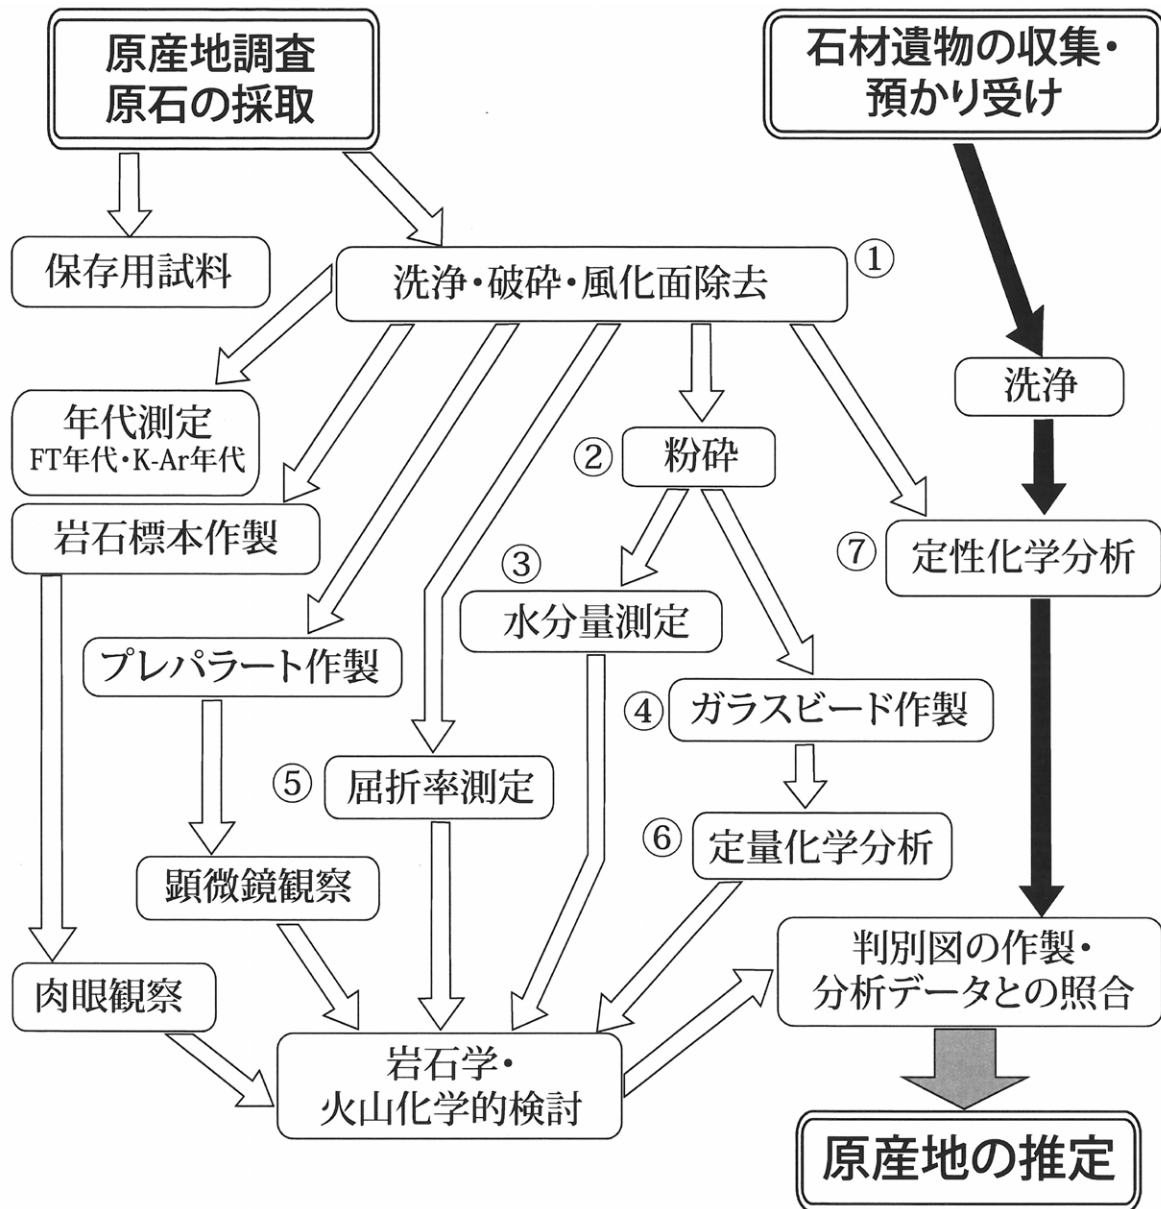 原産地調査
原石の採取
石材遺物の収集・
預かり受け
保存用試料
洗浄・破砕・風化面除去
①
洗浄
年代測定
FT年代・K-Ar年代
②
粉砕
岩石標本作製
③
水分量測定
⑦
定性化学分析
プレパラート作製
④
ガラスビード作製
⑤
屈折率測定
⑥
定量化学分析
顕微鏡観察
肉眼観察
判別図の作製・
分析データとの照合
岩石学・
火山化学的検討
原産地の推定